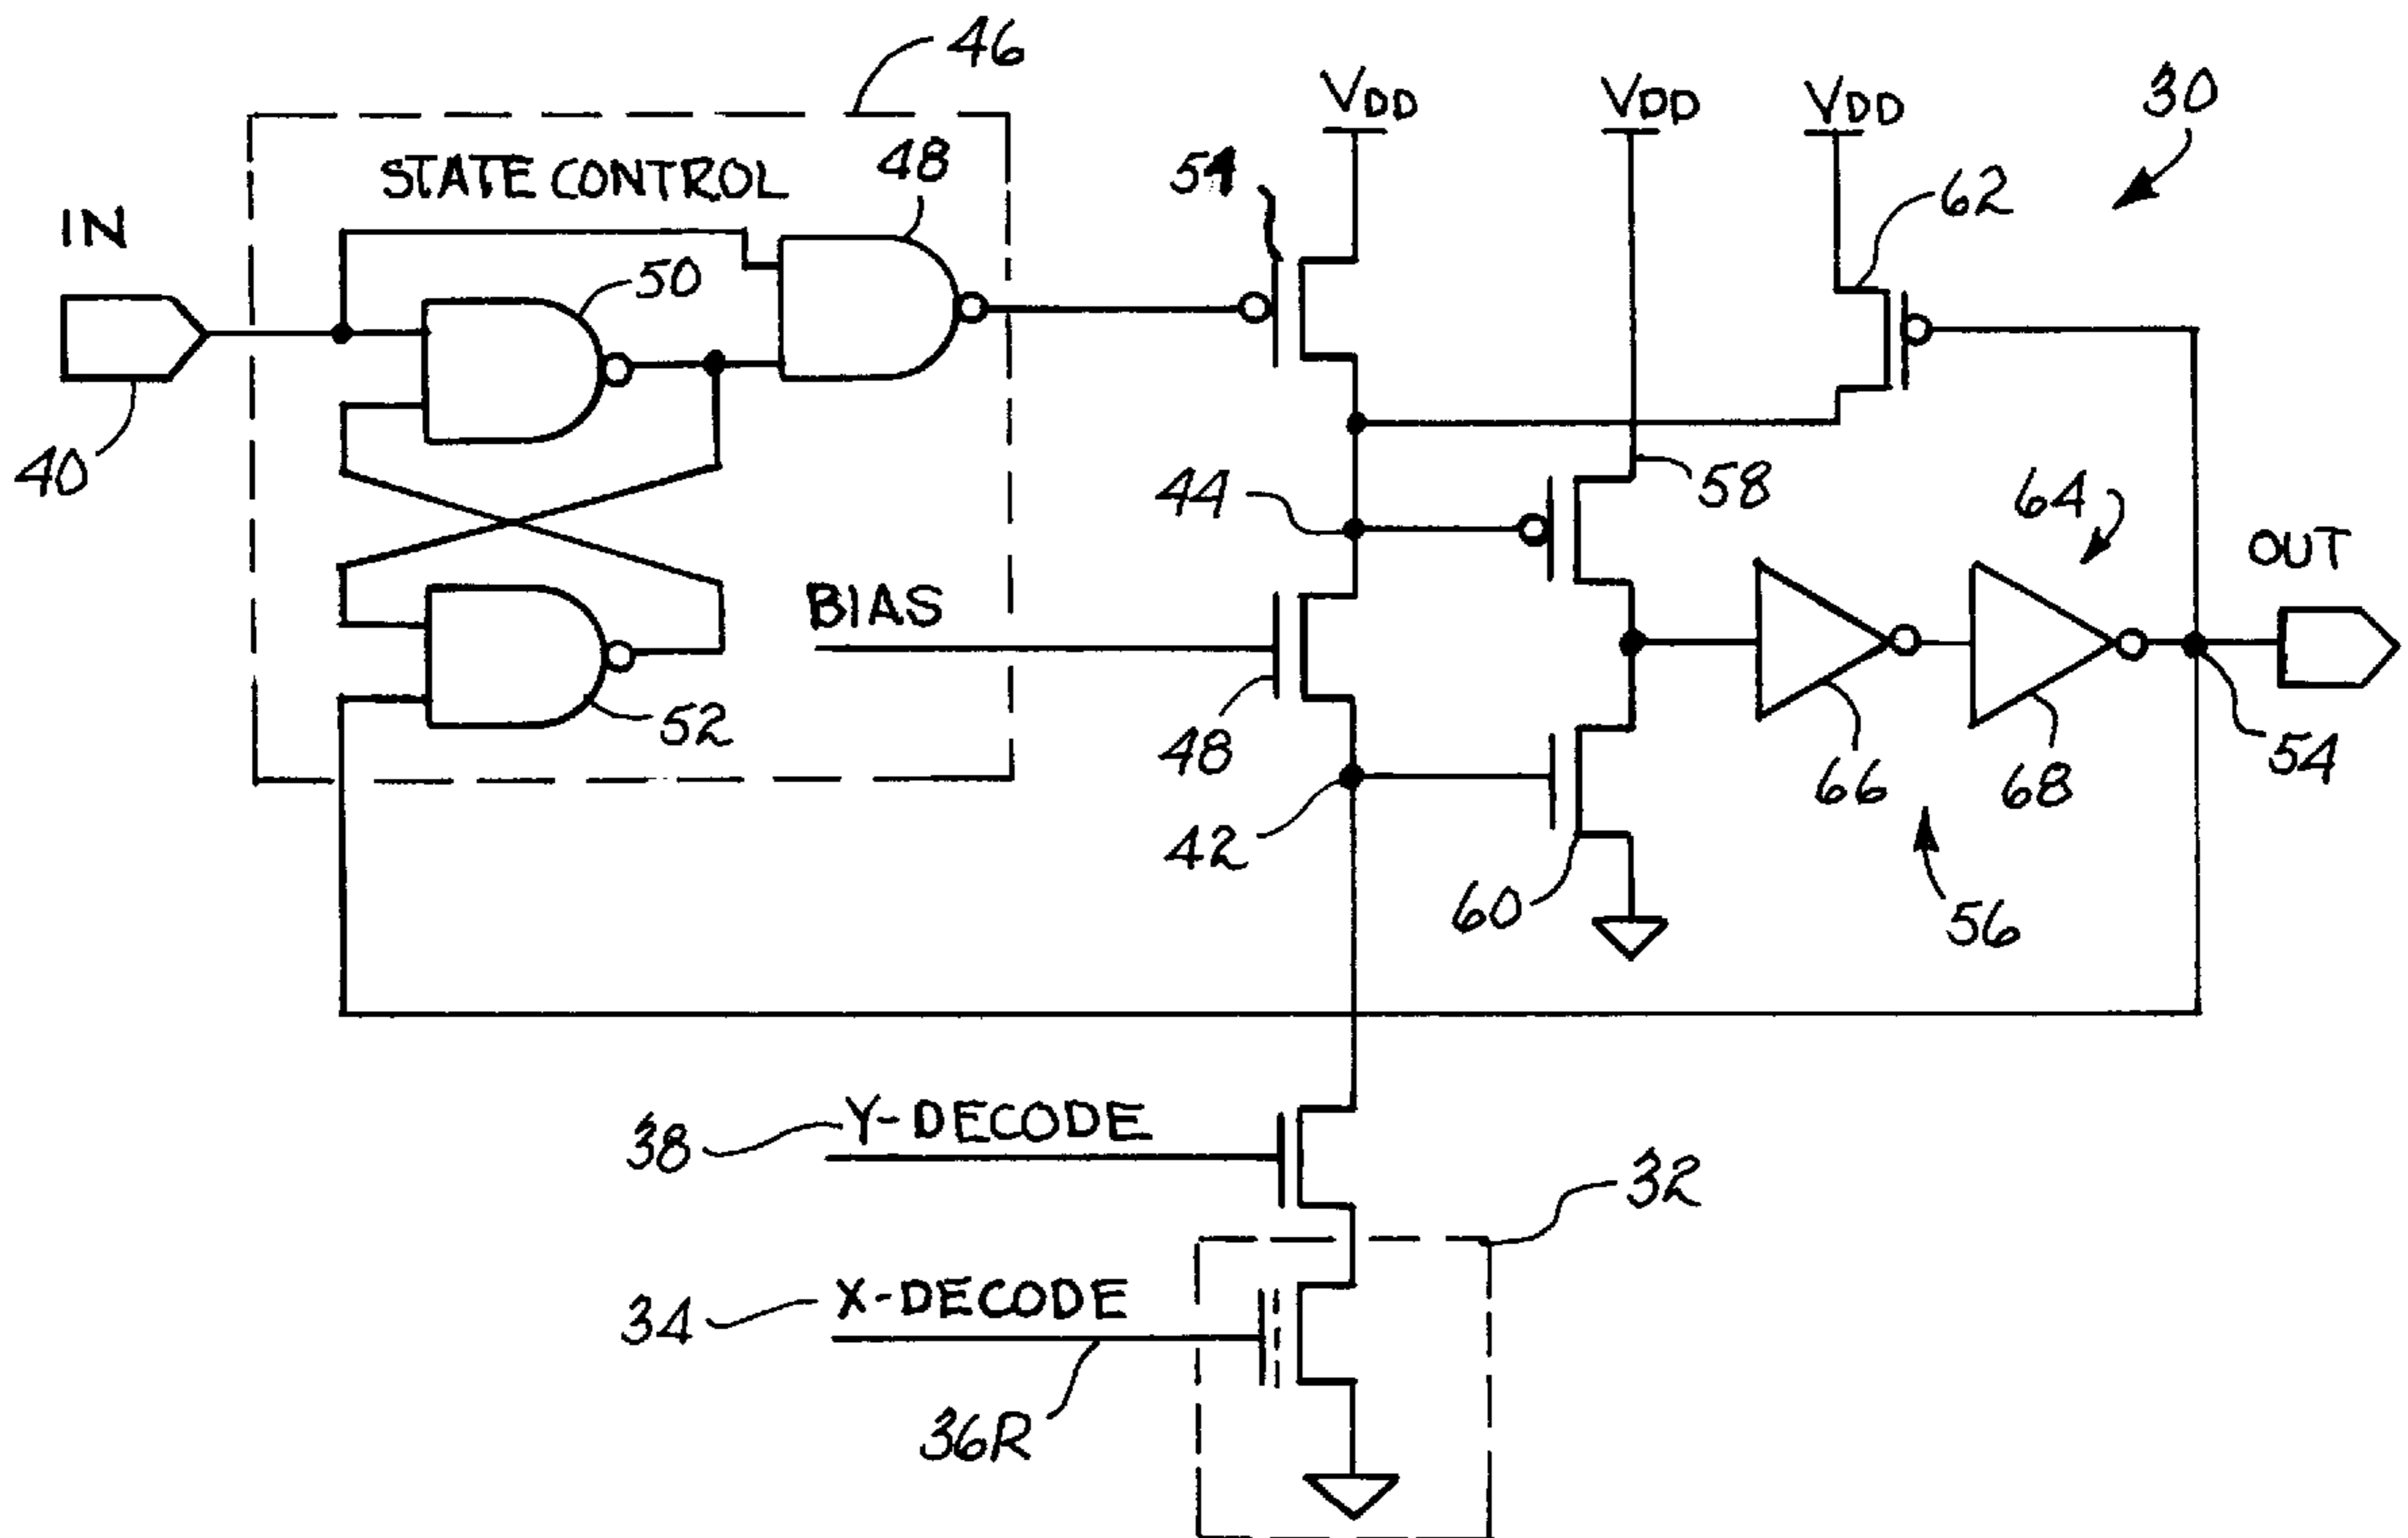 46
VDD
VDD
VDD
30
STATE CONTROL
48
54
62
IN
50
40
44
58
64
OUT
BIAS
52
48
66
68
54
42
60
56
38
Y-DECODE
32
34
X-DECODE
36R